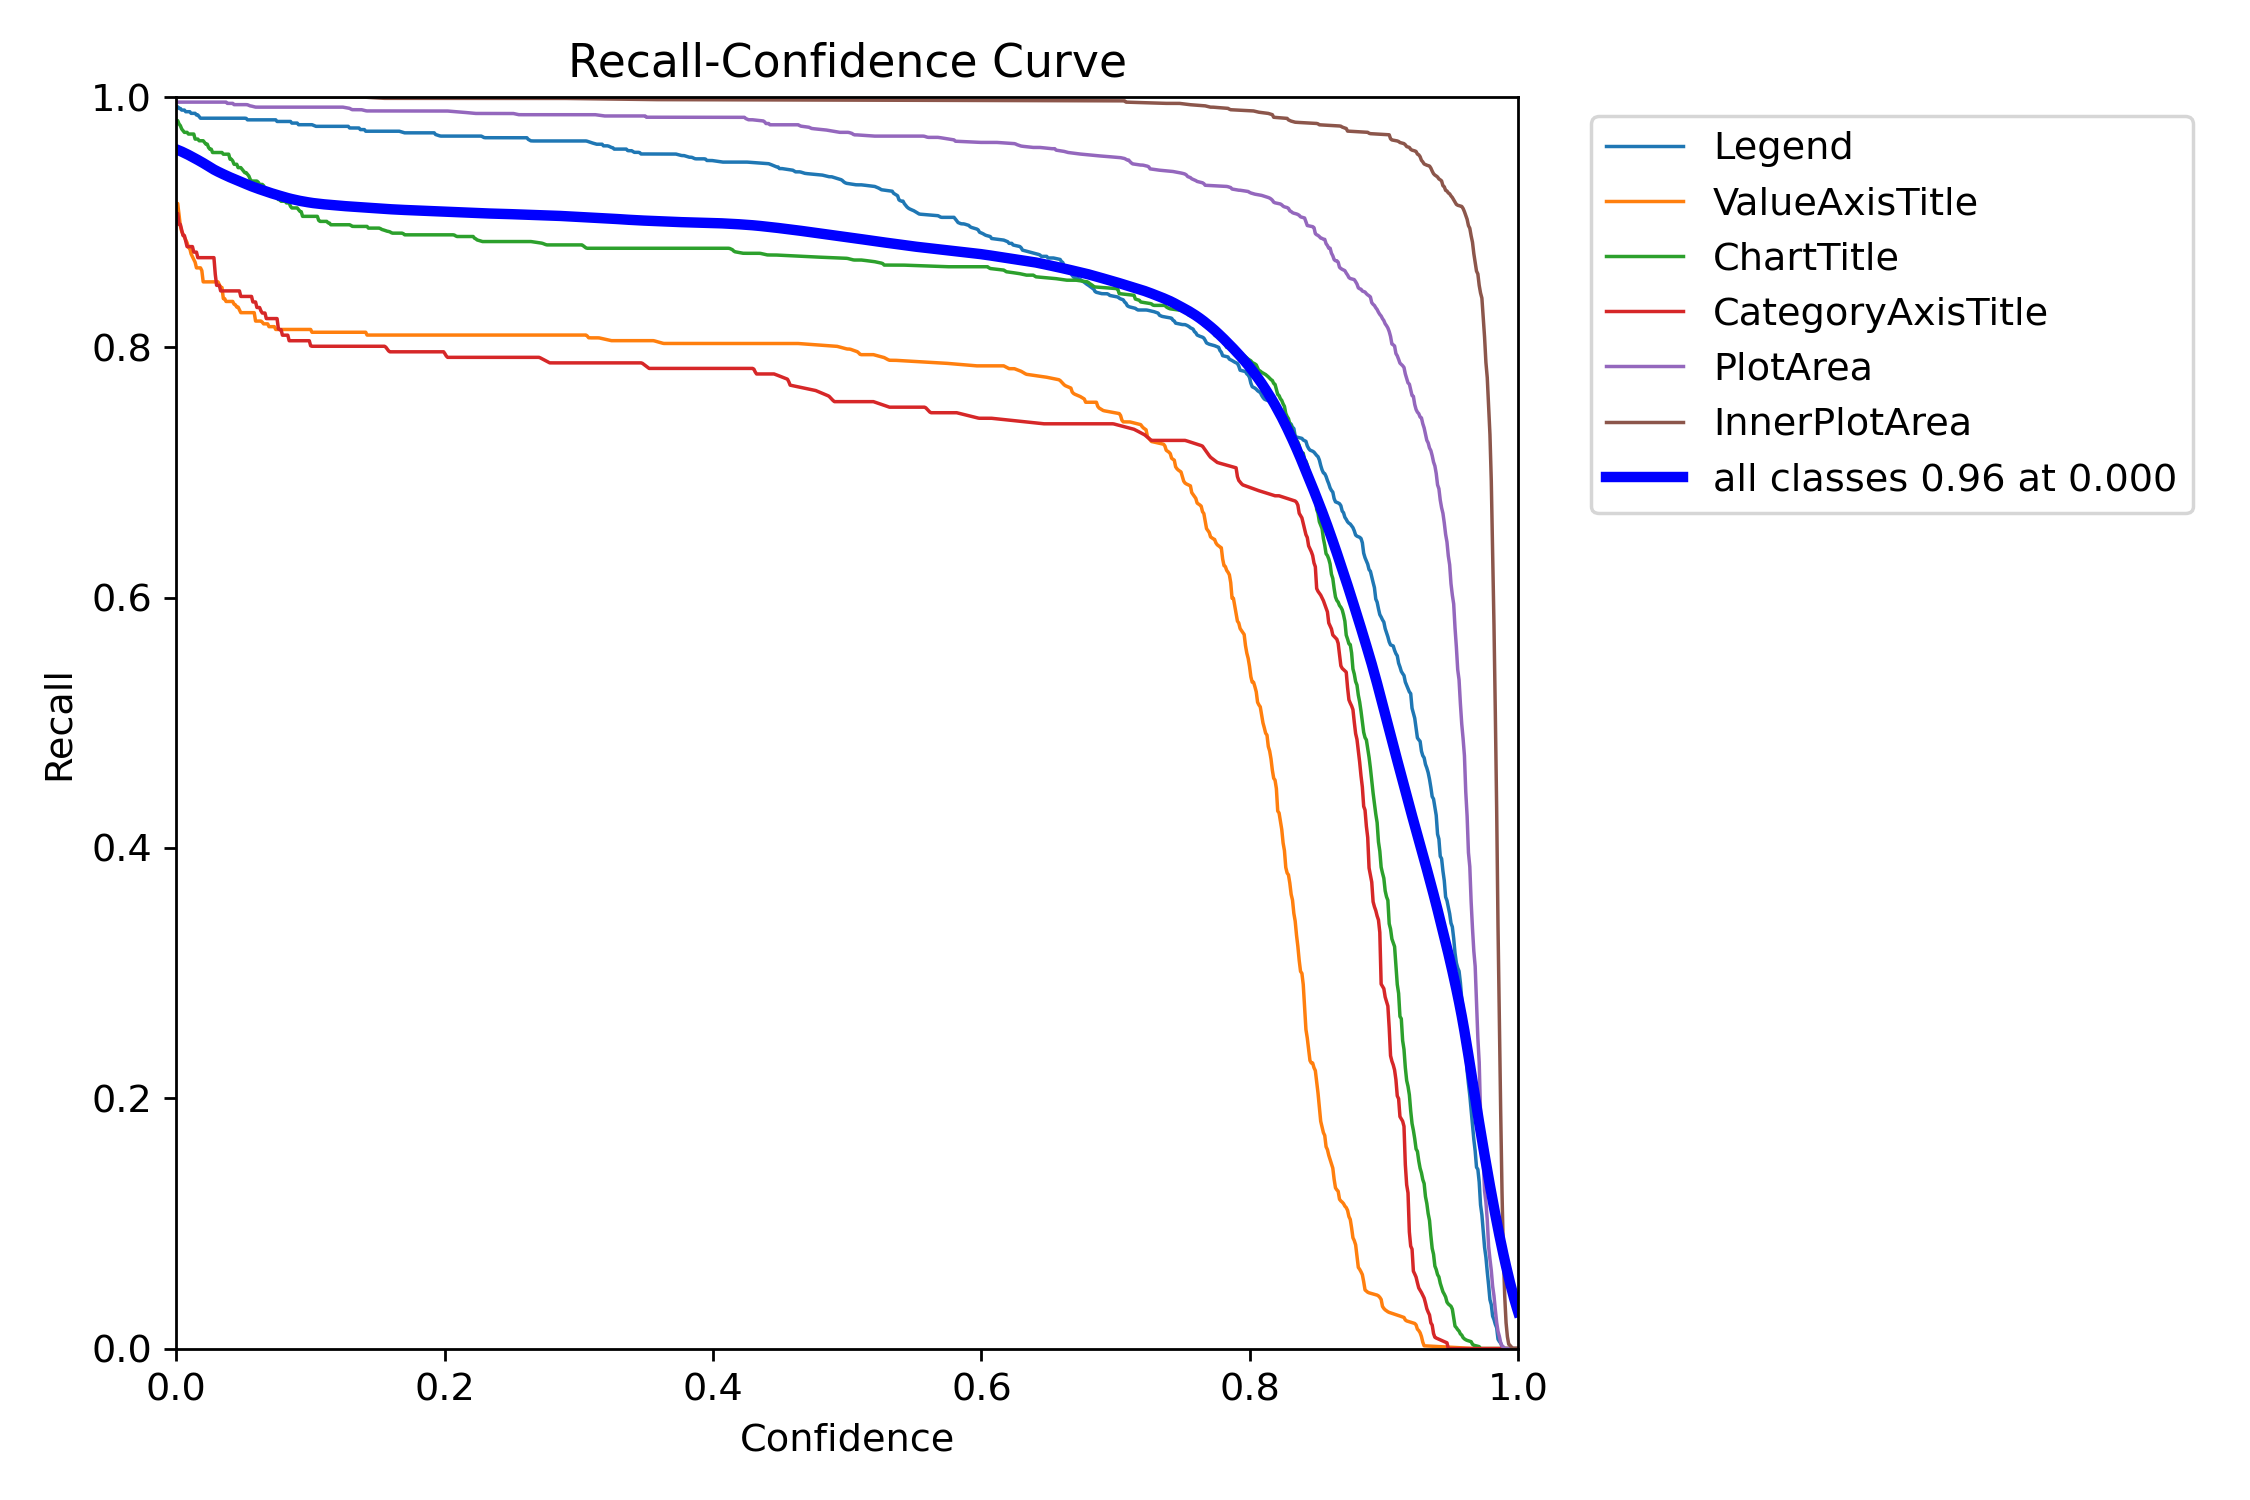 Recall-Confidence Curve
1.0
0.8
0.6
0.4
0.2
0.0
Recall
0.0 0.2 0.4 0.6 0.8 1.0
Confidence
Legend
ValueAxisTitle
ChartTitle
CategoryAxisTitle
PlotArea
InnerPlotArea
all classes 0.96 at 0.000